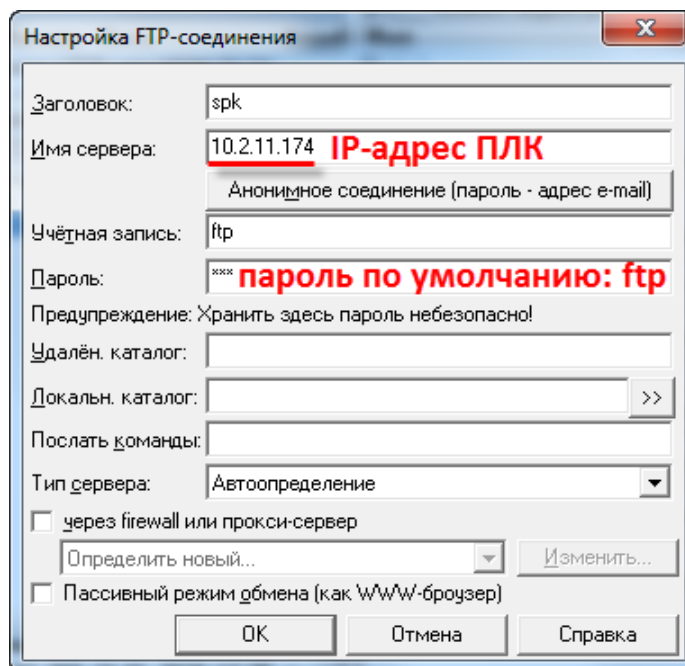 Настройка FTP-соединения
Заголовок: spk
Имя сервера: 10.2.11.174 IP-адрес ПЛК
Анонимное соединение (пароль - адрес e-mail)
Учётная запись: ftp
Пароль: *** пароль по умолчанию: ftp
Предупреждение: Хранить здесь пароль небезопасно!
Удалён. каталог:
Локальн. каталог: >>
Послать команды:
Тип сервера: Автоопределение
через firewall или прокси-сервер
Определить новый... Изменить...
Пассивный режим обмена (как WWW-броузер)
OK Отмена Справка